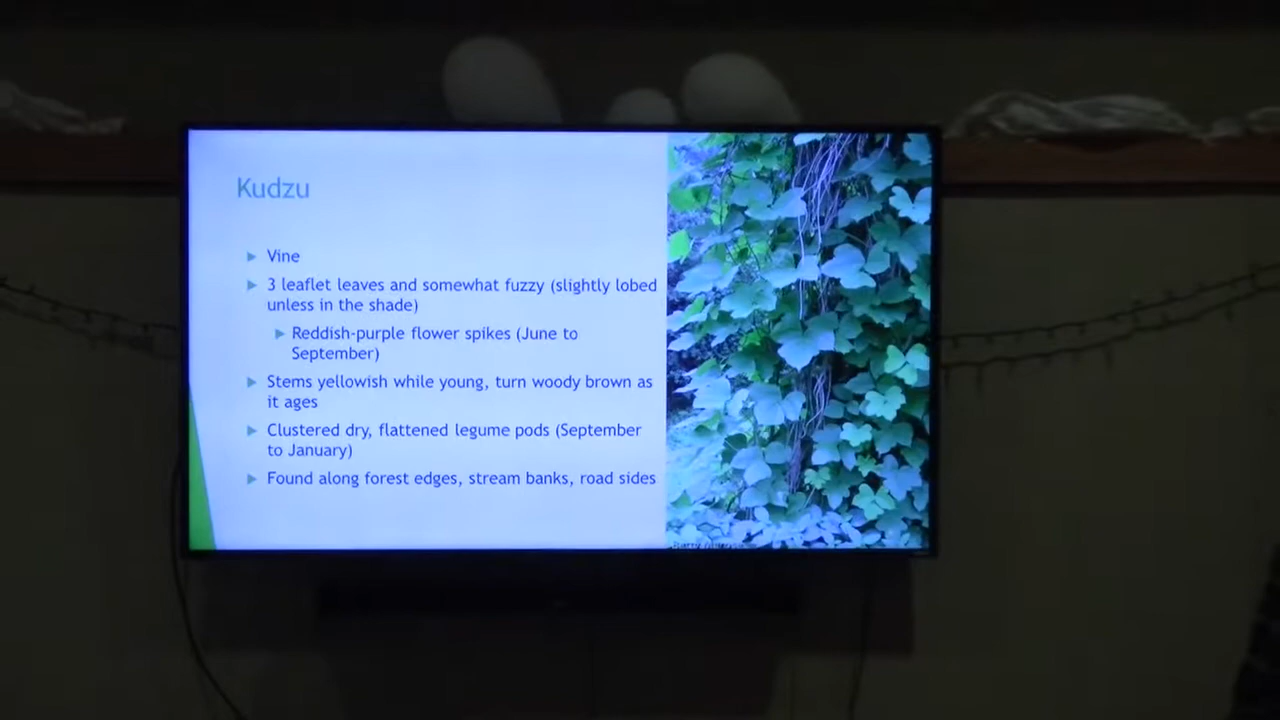 Kudzu
Vine
3 leaflet leaves and somewhat fuzzy (slightly lobed
unless in the shade)
Reddish-purple flower spikes (June to
September)
Stems yellowish while young, turn woody brown as
it ages
Clustered dry, flattened legume pods (September
to January)
Found along forest edges, stream banks, road sides